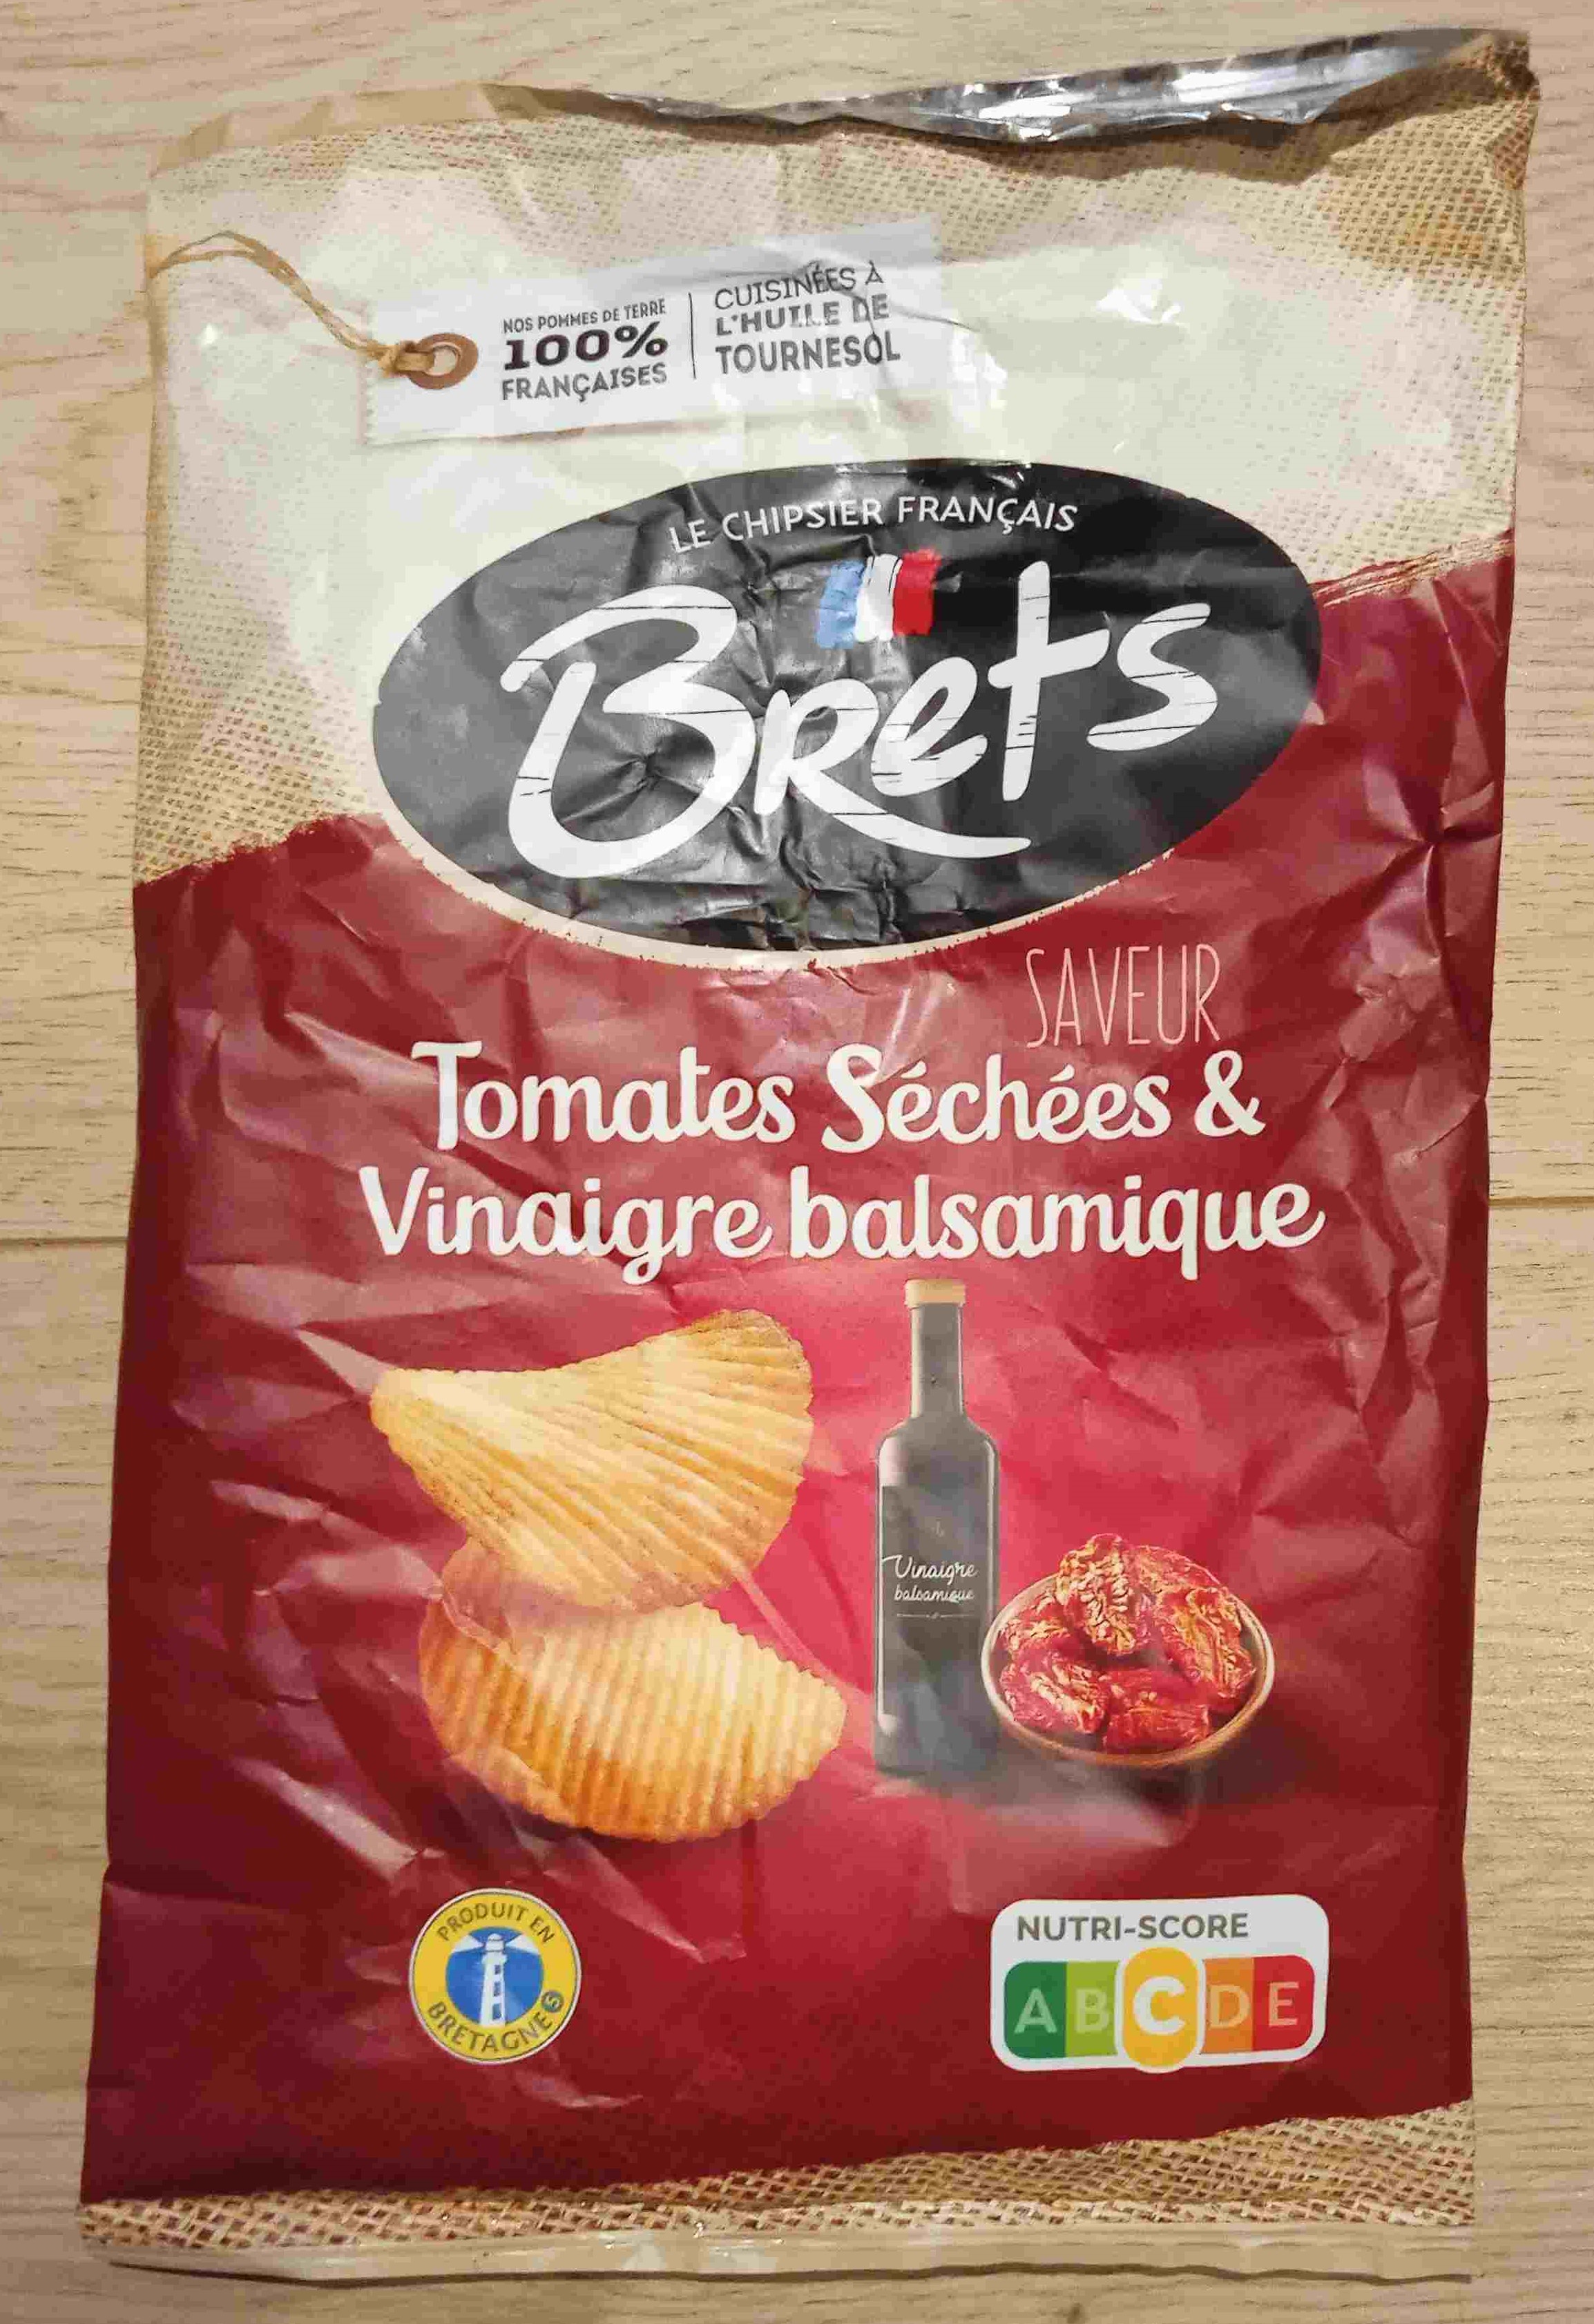 NOS POMMES DE TERRE
100%
FRANÇAISES
CUISINÉES À
L'HUILE DE
TOURNESOL
LE CHIPSIER FRANÇAIS
Brets
SAVEUR
Tomates Séchées &
Vinaigre balsamique
Vinaigre
balsamique
PRODUIT EN
BRETAGNE
NUTRI-SCORE
A B C D E